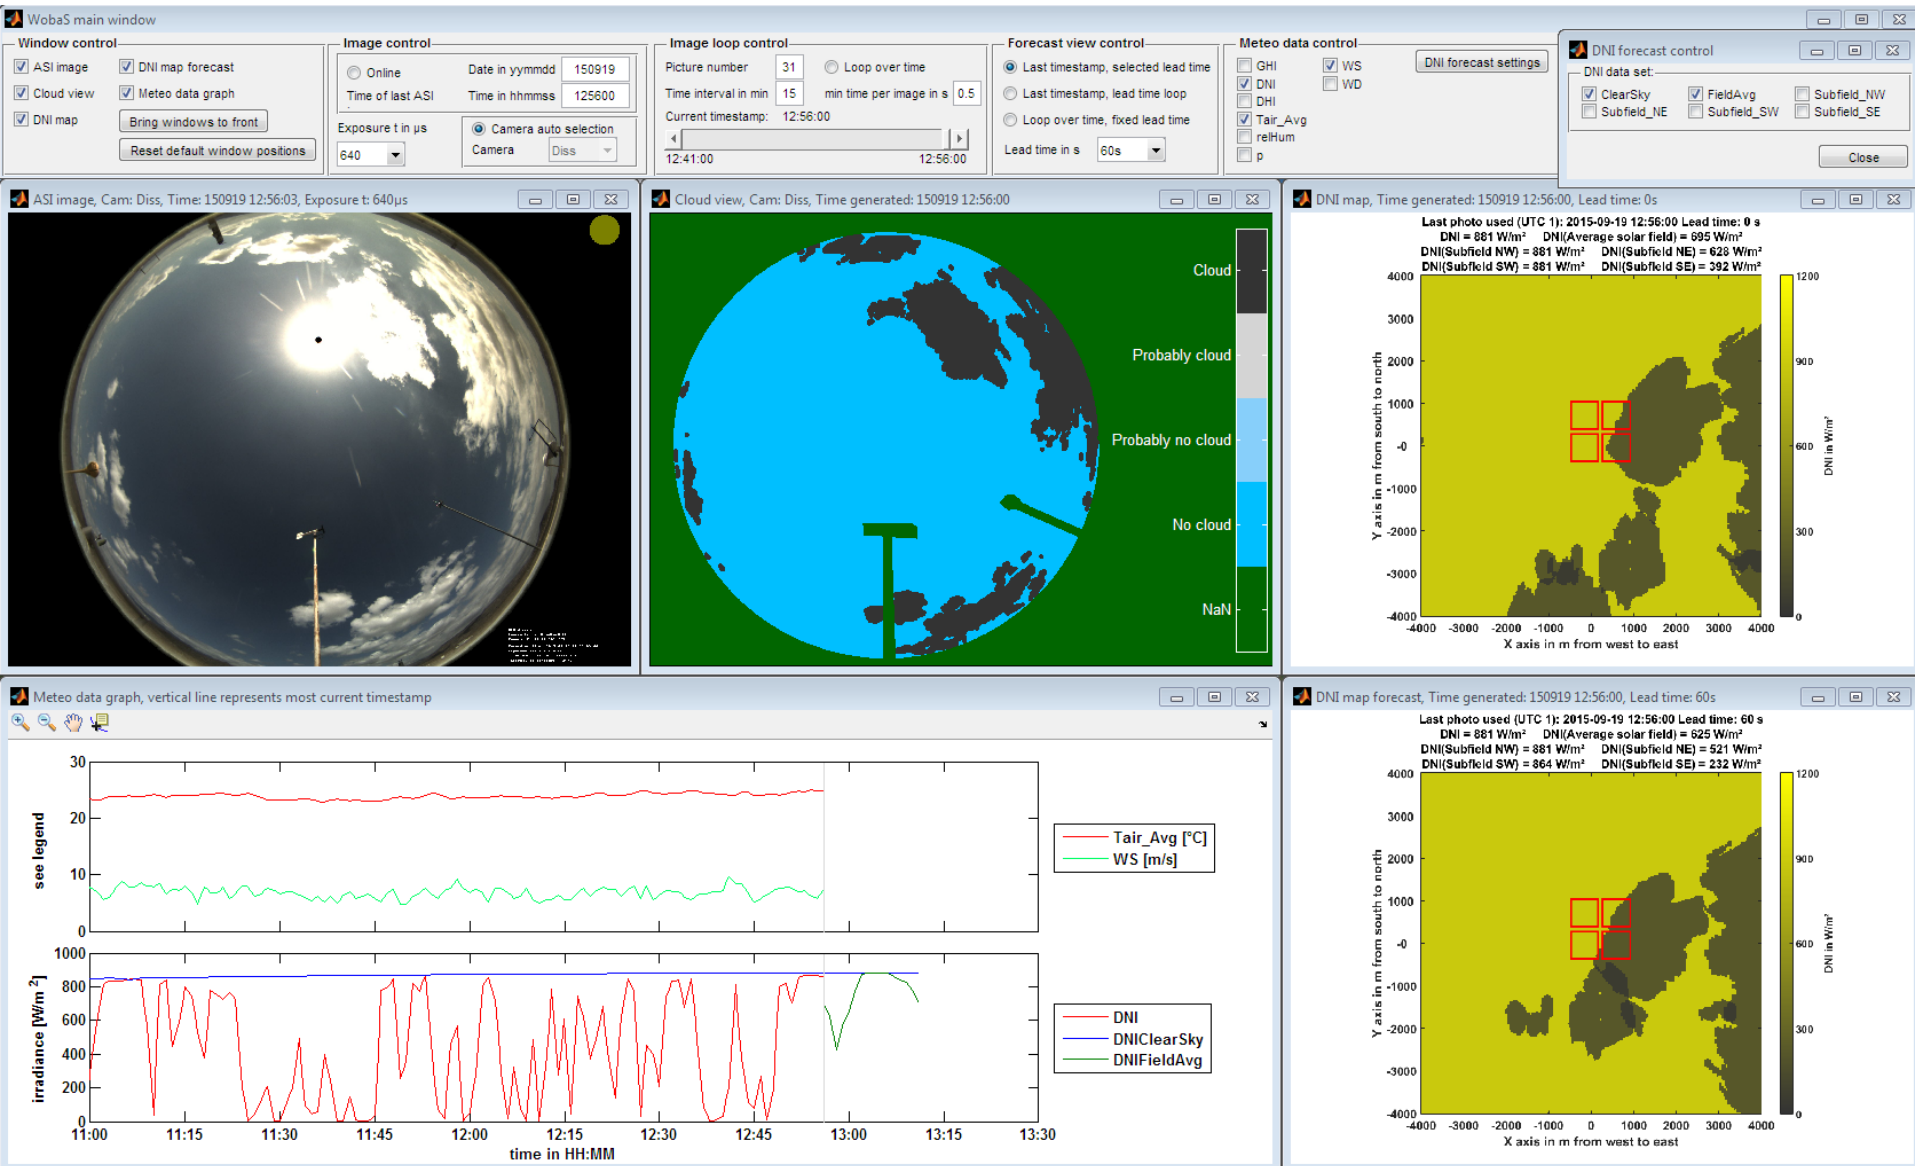 WobaS main window
Window control
ASI image
DNI map forecast
Cloud view
Meteo data graph
DNI map
Bring windows to front
Reset default window positions
Image control
Online
Date in yymmdd 150919
Time of last ASI
Time in hhmmss 125600
Exposure t in µs
640
Camera auto selection
Camera Diss
Image loop control
Picture number 31
Loop over time
Time interval in min 15
min time per image in s 0.5
Current timestamp: 12:56:00
12:41:00 12:56:00
Forecast view control
Last timestamp, selected lead time
Last timestamp, lead time loop
Loop over time, fixed lead time
Lead time in s 60s
Meteo data control
GHI WS
DNI WD
DHI
Tair_Avg
relHum
p
DNI forecast settings
DNI forecast control
DNI data set:
ClearSky FieldAvg Subfield_NW
Subfield_NE Subfield_SW Subfield_SE
Close
ASI image, Cam: Diss, Time: 150919 12:56:03, Exposure t: 640µs
Cloud view, Cam: Diss, Time generated: 150919 12:56:00
Cloud
Probably cloud
Probably no cloud
No cloud
NaN
DNI map, Time generated: 150919 12:56:00, Lead time: 0s
Last photo used (UTC 1): 2015-09-19 12:56:00 Lead time: 0 s
DNI = 881 W/m² DNI(Average solar field) = 695 W/m²
DNI(Subfield NW) = 881 W/m² DNI(Subfield NE) = 628 W/m²
DNI(Subfield SW) = 881 W/m² DNI(Subfield SE) = 392 W/m²
4000
3000
2000
1000
-0
-1000
-2000
-3000
-4000
Y axis in m from south to north
-4000 -3000 -2000 -1000 0 1000 2000 3000 4000
X axis in m from west to east
1200
900
600
300
0
DNI in W/m²
Meteo data graph, vertical line represents most current timestamp
30
20
10
0
see legend
Tair_Avg [°C]
WS [m/s]
1000
800
600
400
200
0
irradiance [W/m²]
DNI
DNIClearSky
DNIFieldAvg
11:00 11:15 11:30 11:45 12:00 12:15 12:30 12:45 13:00 13:15 13:30
time in HH:MM
DNI map forecast, Time generated: 150919 12:56:00, Lead time: 60s
Last photo used (UTC 1): 2015-09-19 12:56:00 Lead time: 60 s
DNI = 881 W/m² DNI(Average solar field) = 625 W/m²
DNI(Subfield NW) = 881 W/m² DNI(Subfield NE) = 521 W/m²
DNI(Subfield SW) = 864 W/m² DNI(Subfield SE) = 232 W/m²
4000
3000
2000
1000
-0
-1000
-2000
-3000
-4000
Y axis in m from south to north
-4000 -3000 -2000 -1000 0 1000 2000 3000 4000
X axis in m from west to east
1200
900
600
300
0
DNI in W/m²